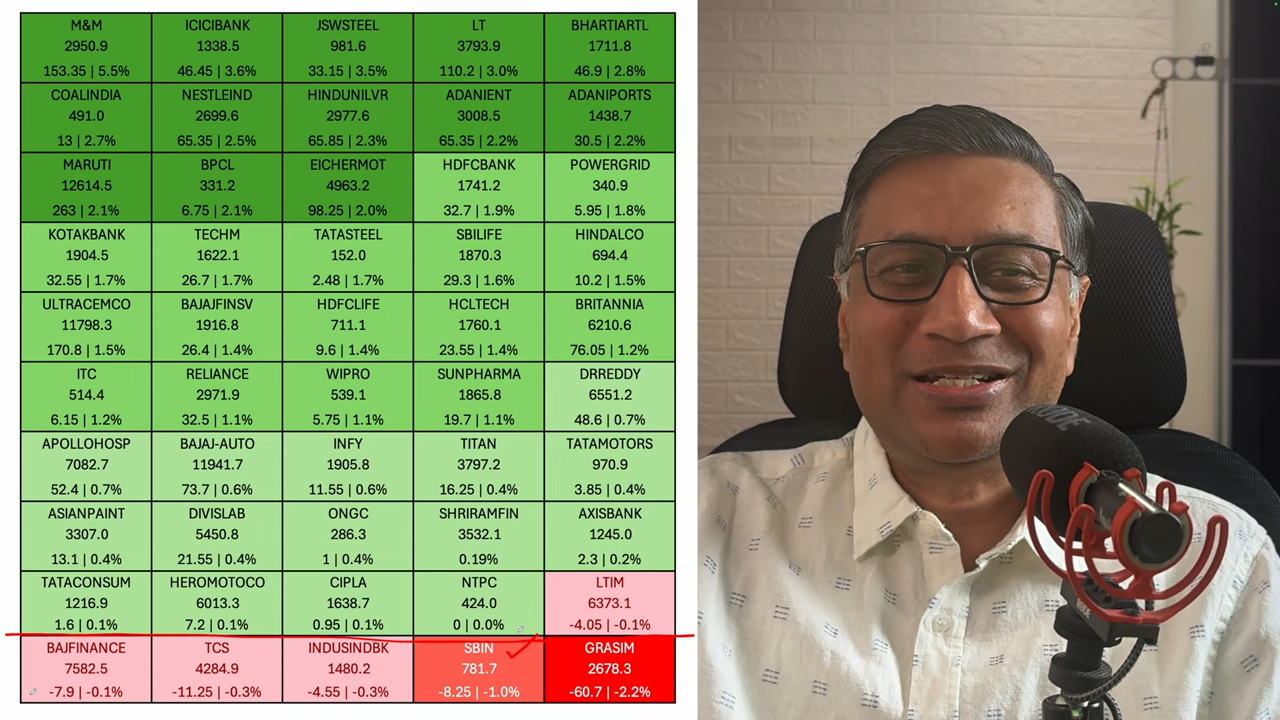 M&M ICICIBANK JSWSTEEL LT BHARTIARTL
2950.9 1338.5 981.6 3793.9 1711.8
153.35 | 5.5% 46.45 | 3.6% 33.15 | 3.5% 110.2 | 3.0% 46.9 | 2.8%
COALINDIA NESTLEIND HINDUNILVR ADANIENT ADANIPORTS
491.0 2699.6 2977.6 3008.5 1438.7
13 | 2.7% 65.35 | 2.5% 65.85 | 2.3% 65.35 | 2.2% 30.5 | 2.2%
MARUTI BPCL EICHERMOT HDFCBANK POWERGRID
12614.5 331.2 4963.2 1741.2 340.9
263 | 2.1% 6.75 | 2.1% 98.25 | 2.0% 32.7 | 1.9% 5.95 | 1.8%
KOTAKBANK TECHM TATASTEEL SBILIFE HINDALCO
1904.5 1622.1 152.0 1870.3 694.4
32.55 | 1.7% 26.7 | 1.7% 2.48 | 1.7% 29.3 | 1.6% 10.2 | 1.5%
ULTRACEMCO BAJAJFINSV HDFCLIFE HCLTECH BRITANNIA
11798.3 1916.8 711.1 1760.1 6210.6
170.8 | 1.5% 26.4 | 1.4% 9.6 | 1.4% 23.55 | 1.4% 76.05 | 1.2%
ITC RELIANCE WIPRO SUNPHARMA DRREDDY
514.4 2971.9 539.1 1865.8 6551.2
6.15 | 1.2% 32.5 | 1.1% 5.75 | 1.1% 19.7 | 1.1% 48.6 | 0.7%
APOLLOHOSP BAJAJ-AUTO INFY TITAN TATAMOTORS
7082.7 11941.7 1905.8 3797.2 970.9
52.4 | 0.7% 73.7 | 0.6% 11.55 | 0.6% 16.25 | 0.4% 3.85 | 0.4%
ASIANPAINT DIVISLAB ONGC SHRIRAMFIN AXISBANK
3307.0 5450.8 286.3 3532.1 1245.0
13.1 | 0.4% 21.55 | 0.4% 1 | 0.4% 0.19% 2.3 | 0.2%
TATACONSUM HEROMOTOCO CIPLA NTPC LTIM
1216.9 6013.3 1638.7 424.0 6373.1
1.6 | 0.1% 7.2 | 0.1% 0.95 | 0.1% 0 | 0.0% -4.05 | -0.1%
BAJFINANCE TCS INDUSINDBK SBIN GRASIM
7582.5 4284.9 1480.2 781.7 2678.3
-7.9 | -0.1% -11.25 | -0.3% -4.55 | -0.3% -8.25 | -1.0% -60.7 | -2.2%
RODE